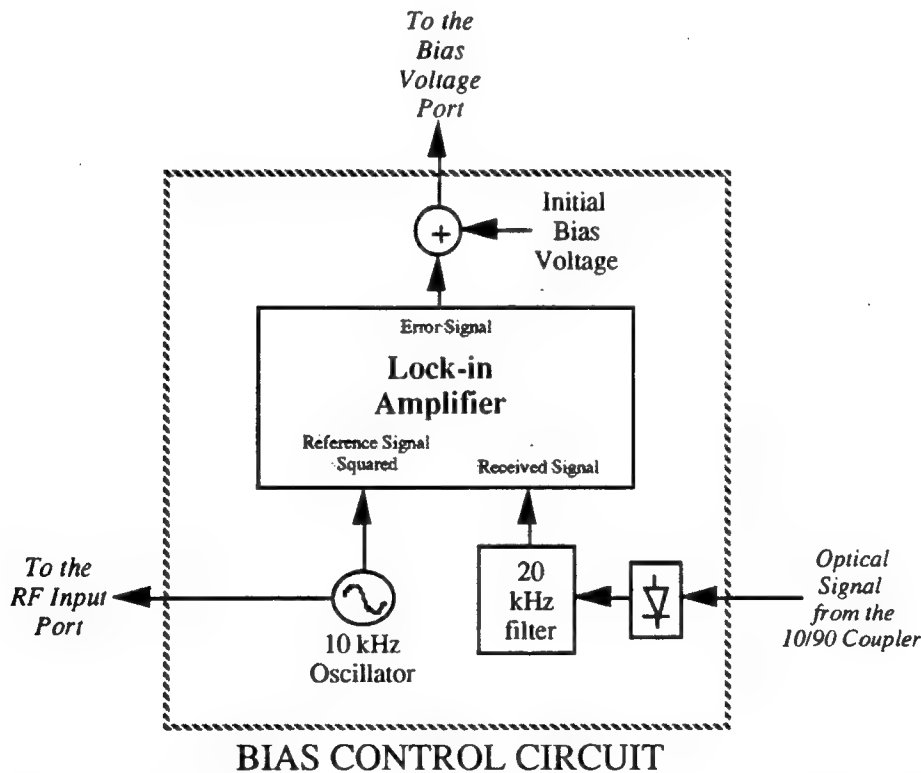 To the
Bias
Voltage
Port
Initial
Bias
Voltage
+
Error Signal
Lock-in
Amplifier
Reference Signal
Squared
Received Signal
To the
RF Input
Port
10 kHz
Oscillator
20
kHz
filter
Optical
Signal
from the
10/90 Coupler
BIAS CONTROL CIRCUIT